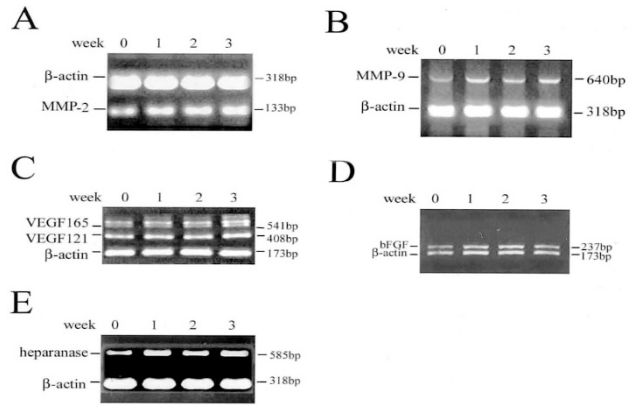 A
week 0 1 2 3
β-actin 318bp
MMP-2 133bp
B
week 0 1 2 3
MMP-9 640bp
β-actin 318bp
C
week 0 1 2 3
VEGF165 541bp
VEGF121 408bp
β-actin 173bp
D
week 0 1 2 3
bFGF 237bp
β-actin 173bp
E
week 0 1 2 3
heparanase 585bp
β-actin 318bp